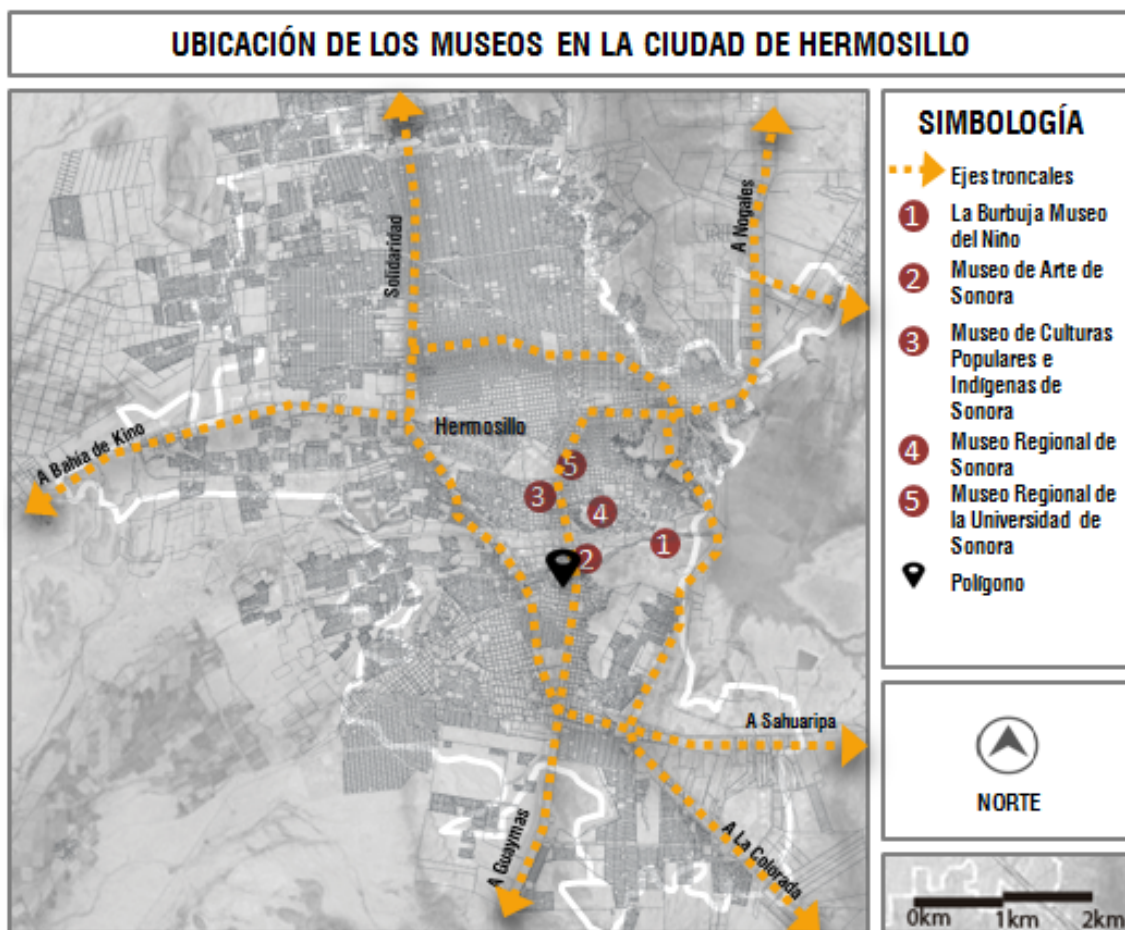 UBICACIÓN DE LOS MUSEOS EN LA CIUDAD DE HERMOSILLO
Solidaridad
A Nogales
A Bahía de Kino
Hermosillo
5
3
4
1
2
A Sahuaripa
A Guaymas
A La Colorada
SIMBOLOGÍA
Ejes troncales
1 La Burbuja Museo
del Niño
2 Museo de Arte de
Sonora
3 Museo de Culturas
Populares e
Indígenas de
Sonora
4 Museo Regional de
Sonora
5 Museo Regional de
la Universidad de
Sonora
Polígono
NORTE
0km 1km 2km